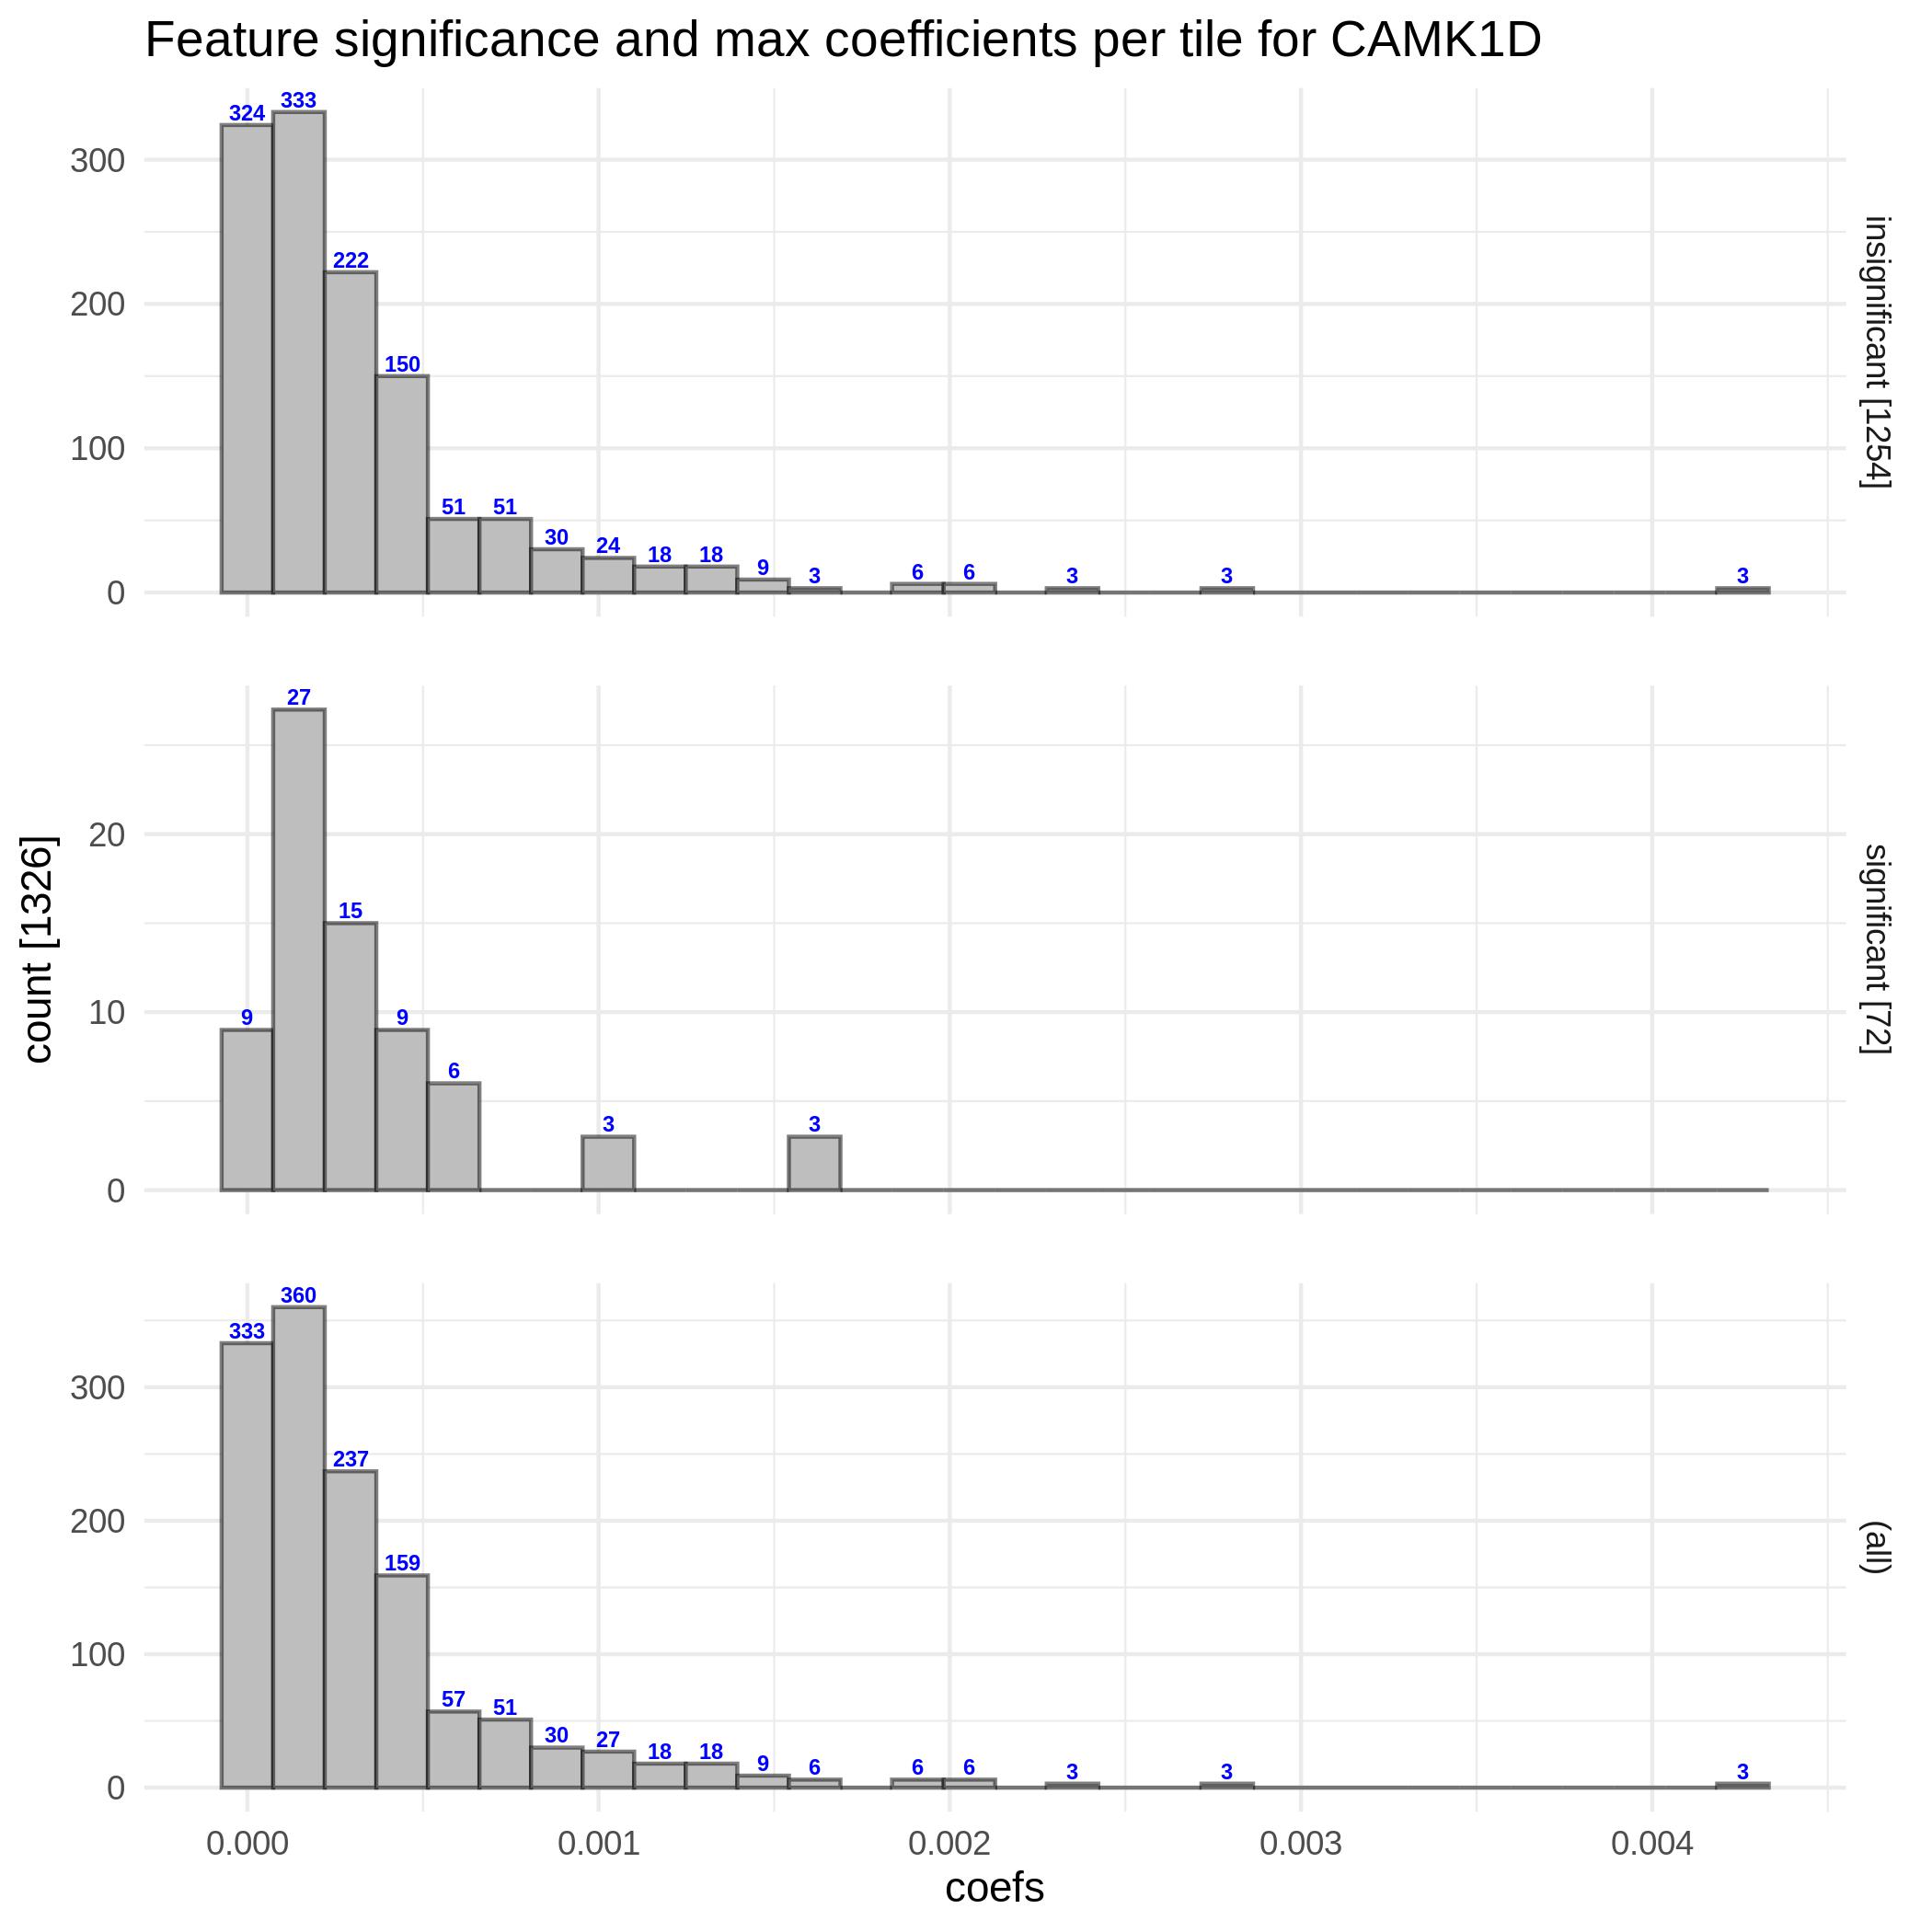 Feature significance and max coefficients per tile for CAMK1D
324 333 222 150 51 51 30 24 18 18 9 3 6 6 3 3 3
300
200
100
0
insignificant [1254]
27 9 15 9 6 3 3
20
10
0
significant [72]
count [1326]
333 360 237 159 57 51 30 27 18 18 9 6 6 6 3 3 3
300
200
100
0
(all)
0.000 0.001 0.002 0.003 0.004
coefs